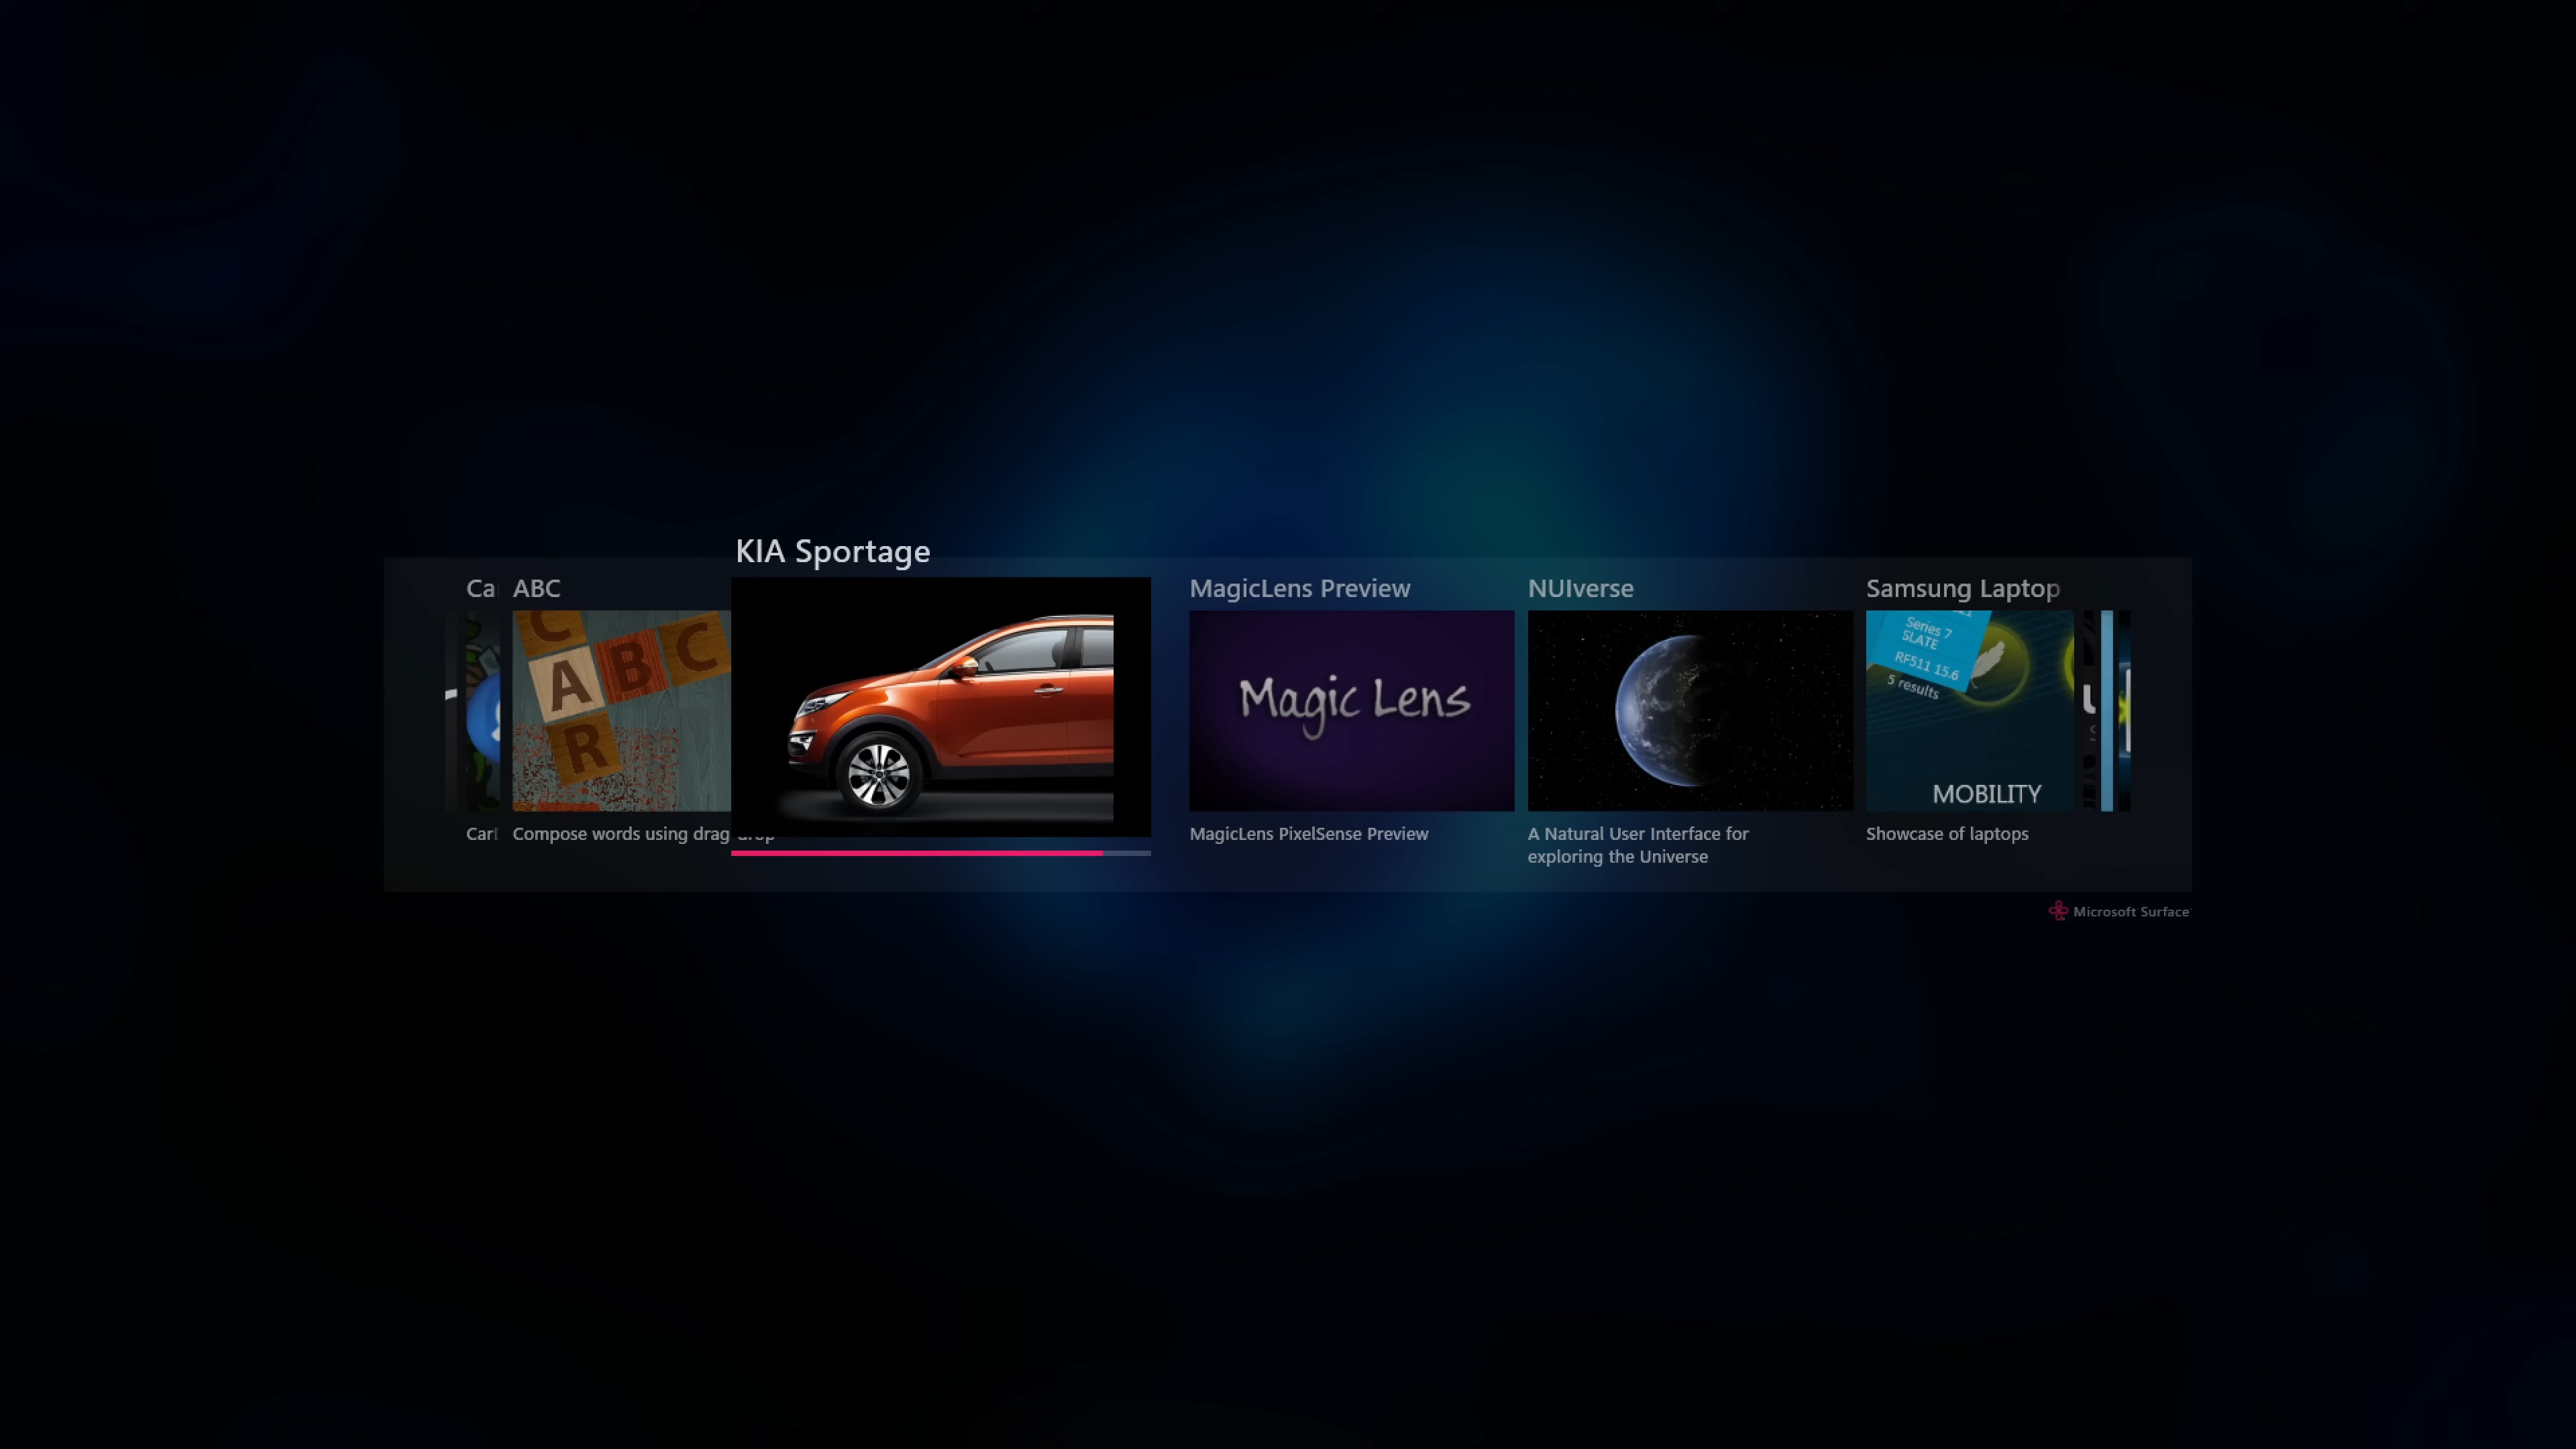 KIA Sportage
Ca
ABC
MagicLens Preview
NUIverse
Samsung Laptop
C
A B C
R
Magic Lens
Series 7
SLATE
RF511 15.6
5 results
MOBILITY
Compose words using drag drop
MagicLens PixelSense Preview
A Natural User Interface for
exploring the Universe
Showcase of laptops
Microsoft Surface